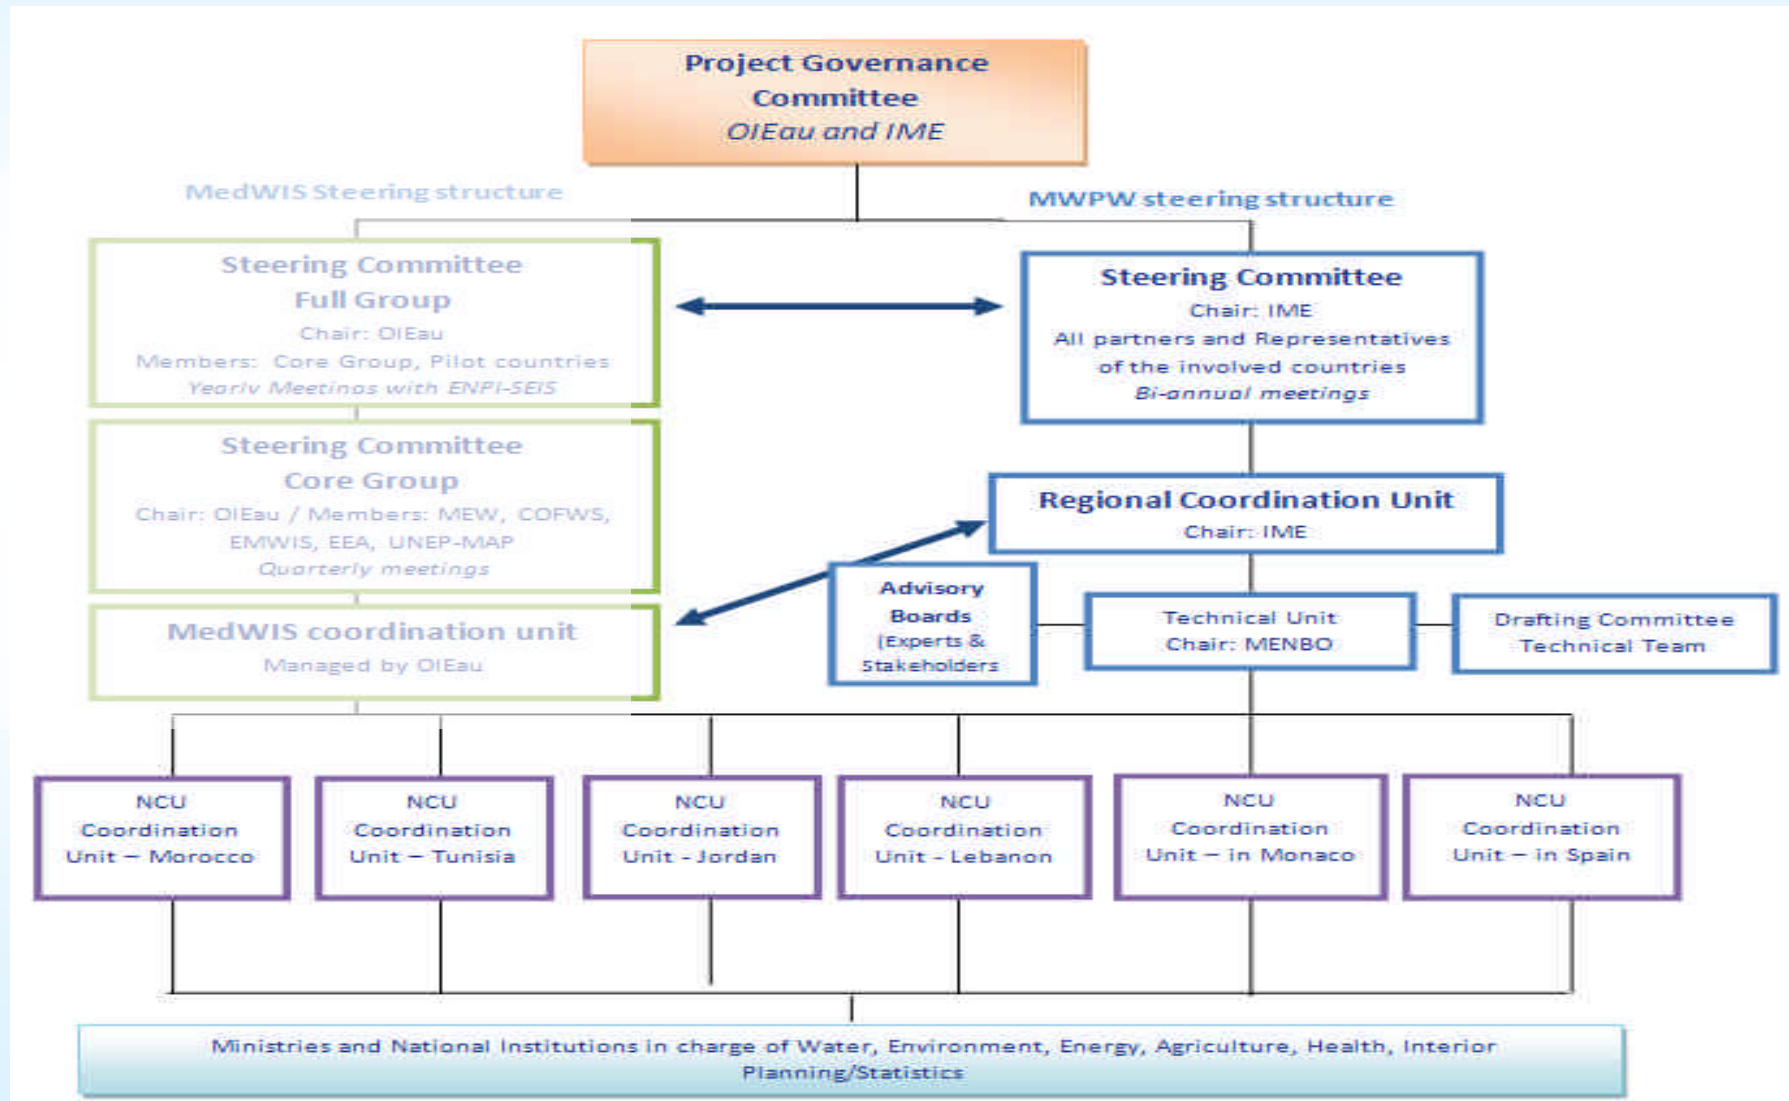 Project Governance
Committee
OIEau and IME
MedWIS Steering structure
MWPW steering structure
Steering Committee
Full Group
Chair: OIEau
Members: Core Group, Pilot countries
Yearly Meetings with ENPI-SEIS
Steering Committee
Chair: IME
All partners and Representatives
of the involved countries
Bi-annual meetings
Steering Committee
Core Group
Chair: OIEau / Members: MEW, COFWS,
EMWIS, EEA, UNEP-MAP
Quarterly meetings
Regional Coordination Unit
Chair: IME
MedWIS coordination unit
Managed by OIEau
Advisory
Boards
(Experts &
Stakeholders
Technical Unit
Chair: MENBO
Drafting Committee
Technical Team
NCU
Coordination
Unit – Morocco
NCU
Coordination
Unit – Tunisia
NCU
Coordination
Unit - Jordan
NCU
Coordination
Unit - Lebanon
NCU
Coordination
Unit – in Monaco
NCU
Coordination
Unit – in Spain
Ministries and National Institutions in charge of Water, Environment, Energy, Agriculture, Health, Interior
Planning/Statistics